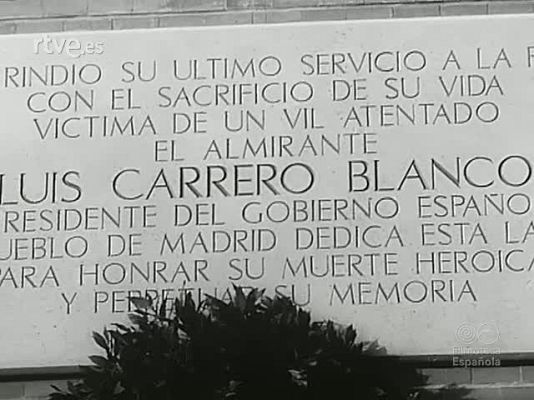 rtve.es
RINDIO SU ULTIMO SERVICIO A LA
CON EL SACRIFICIO DE SU VIDA
VICTIMA DE UN VIL ATENTADO
EL ALMIRANTE
LUIS CARRERO BLANCO
RESIDENTE DEL GOBIERNO ESPAÑO
UEBLO DE MADRID DEDICA ESTA LA
PARA HONRAR SU MUERTE HEROICA
Y PERPETUAR SU MEMORIA
Filmoteca
Española